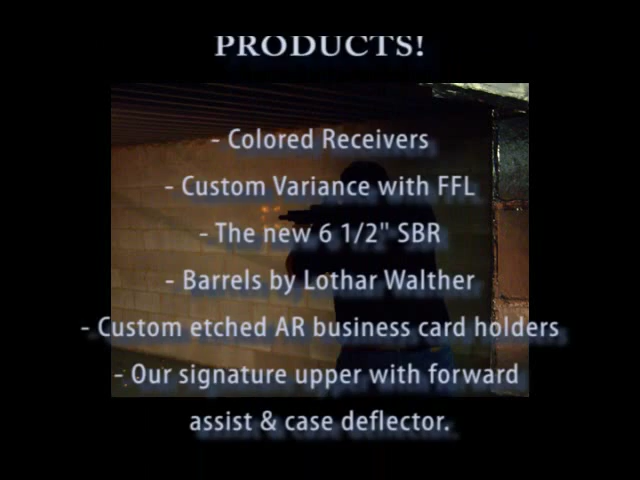 PRODUCTS!
- Colored Receivers
- Custom Variance with FFL
- The new 6 1/2" SBR
- Barrels by Lothar Walther
- Custom etched AR business card holders
- Our signature upper with forward
assist & case deflector.